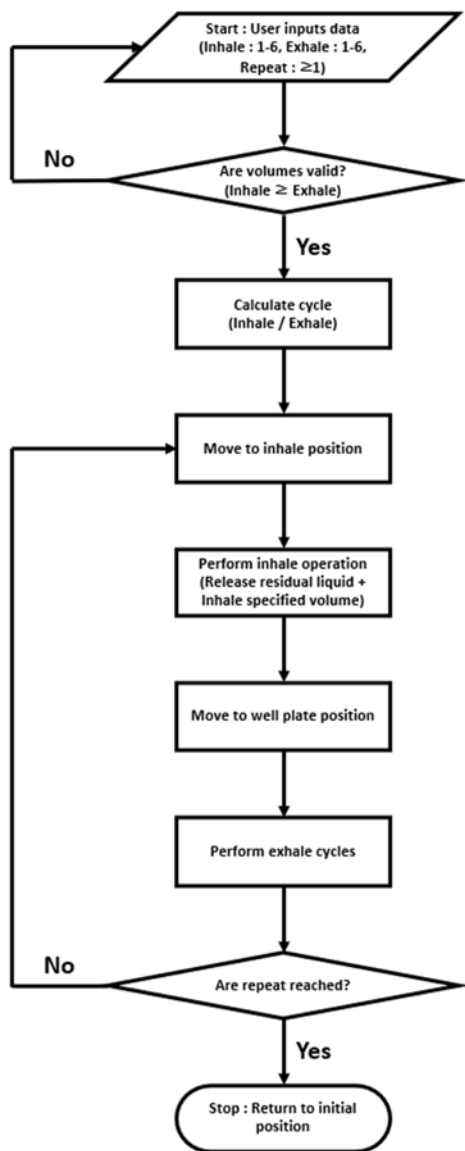 Start : User inputs data
(Inhale : 1-6, Exhale : 1-6,
Repeat : ≥1)
No
Are volumes valid?
(Inhale ≥ Exhale)
Yes
Calculate cycle
(Inhale / Exhale)
Move to inhale position
Perform inhale operation
(Release residual liquid +
Inhale specified volume)
Move to well plate position
Perform exhale cycles
No
Are repeat reached?
Yes
Stop : Return to initial
position